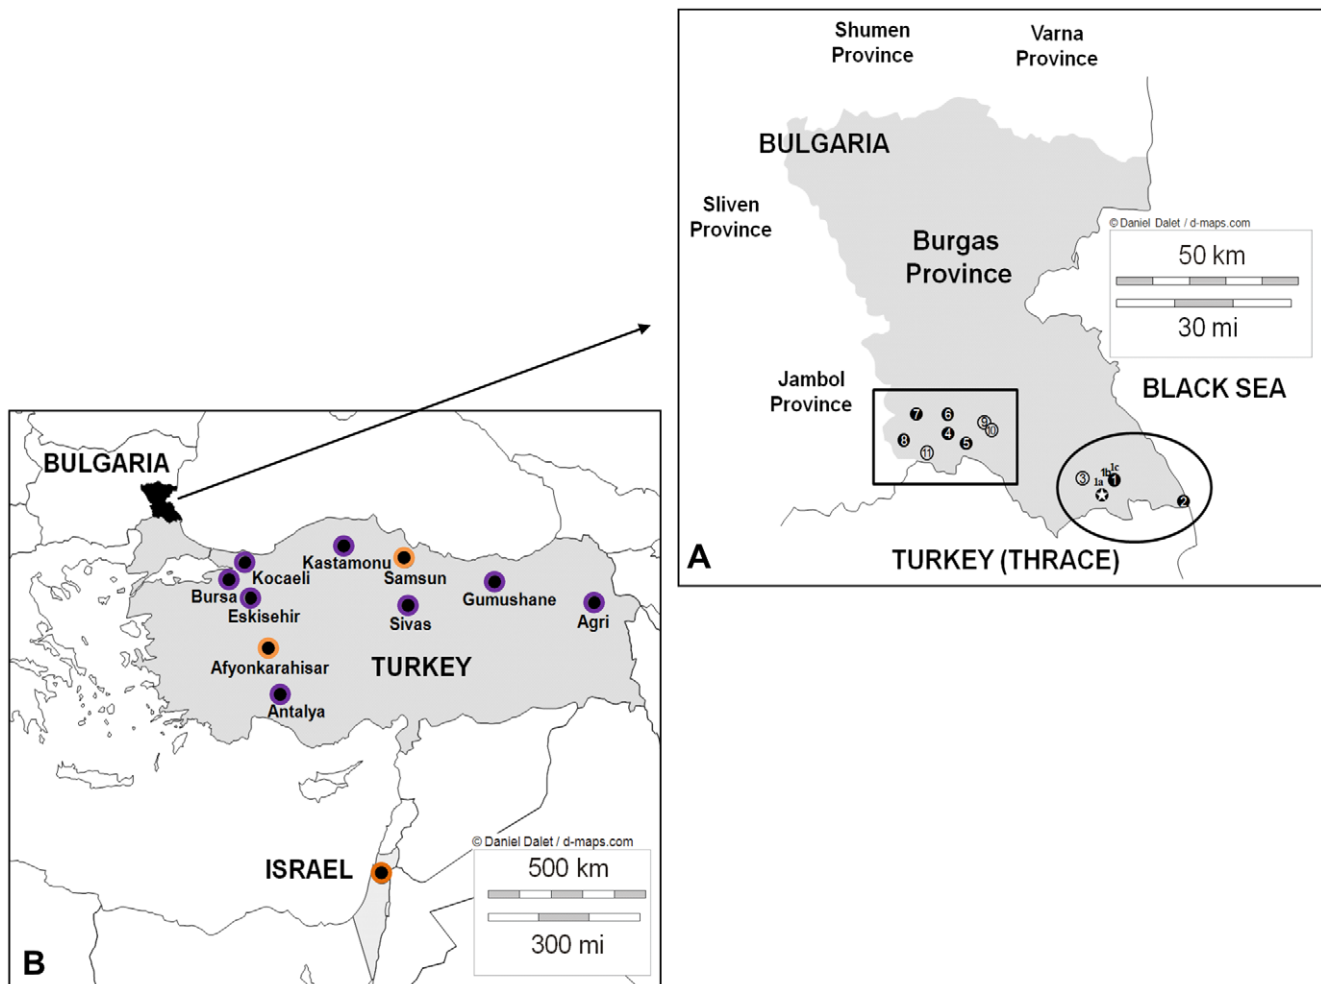 Shumen
Province
Varna
Province
BULGARIA
Sliven
Province
© Daniel Dalet / d-maps.com
Burgas
Province
50 km
30 mi
Jambol
Province
BLACK SEA
7
6
9
10
4
8
5
11
3
1a
1b
1c
1
2
TURKEY (THRACE)
A
BULGARIA
Kastamonu
Samsun
Kocaeli
Bursa
Eskisehir
Gumushane
Sivas
Agri
Afyonkarahisar
TURKEY
Antalya
© Daniel Dalet / d-maps.com
ISRAEL
500 km
300 mi
B